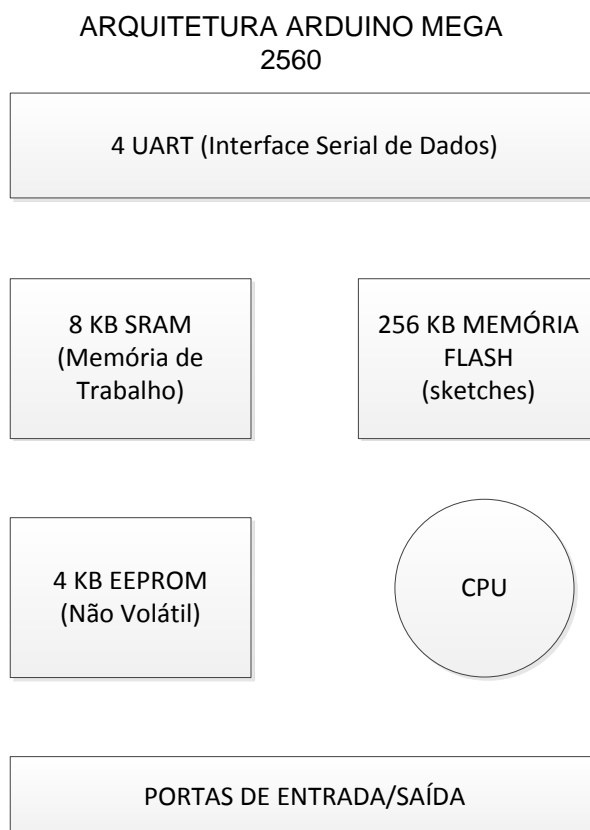 ARQUITETURA ARDUINO MEGA
2560
4 UART (Interface Serial de Dados)
8 KB SRAM
(Memória de
Trabalho)
256 KB MEMÓRIA
FLASH
(sketches)
4 KB EEPROM
(Não Volátil)
CPU
PORTAS DE ENTRADA/SAÍDA